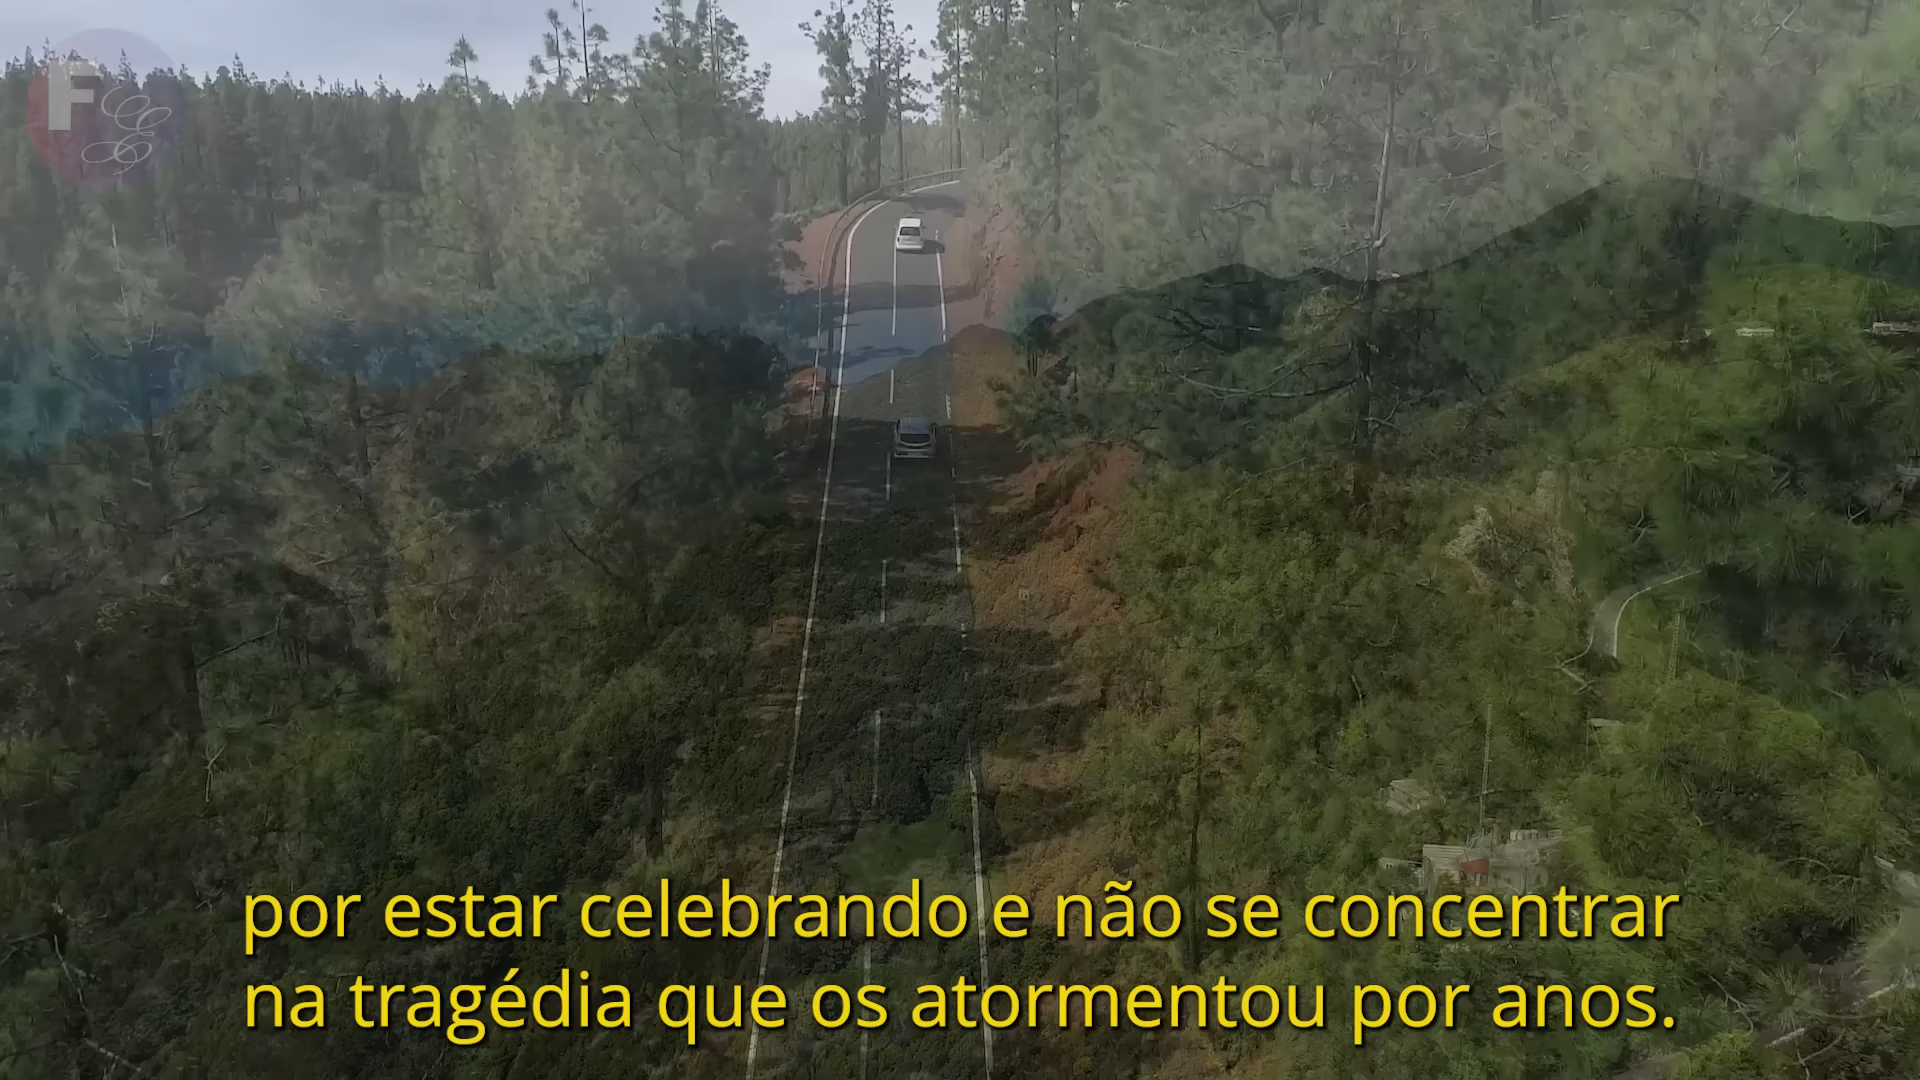 F
por estar celebrando e não se concentrar
na tragédia que os atormentou por anos.